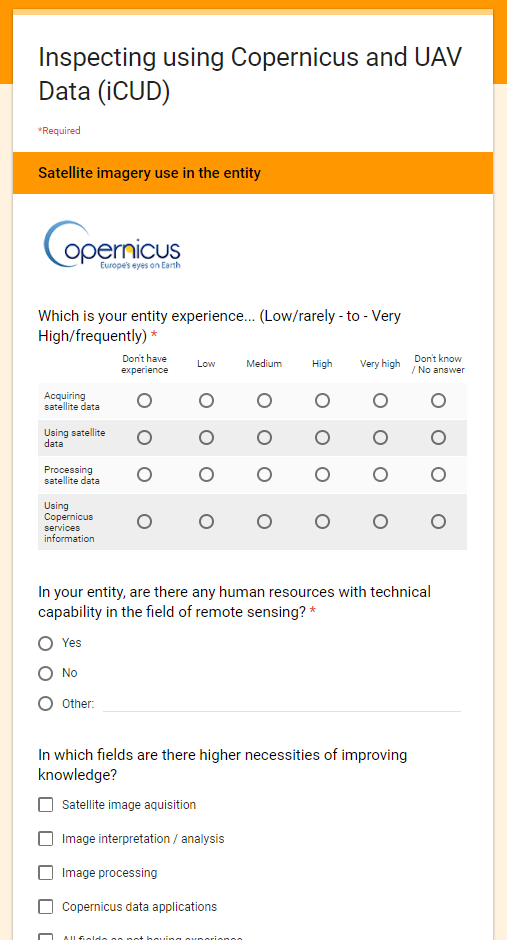 Inspecting using Copernicus and UAV
Data (iCUD)
*Required
Satellite imagery use in the entity
opernicus
Europe's eyes on Earth
Which is your entity experience... (Low/rarely - to - Very
High/frequently) *
Don't have
experience
Low
Medium
High
Very high
Don't know
/ No answer
Acquiring
satellite data
Using satellite
data
Processing
satellite data
Using
Copernicus
services
information
In your entity, are there any human resources with technical
capability in the field of remote sensing? *
Yes
No
Other:
In which fields are there higher necessities of improving
knowledge?
Satellite image aquisition
Image interpretation / analysis
Image processing
Copernicus data applications
All fields as not having experience